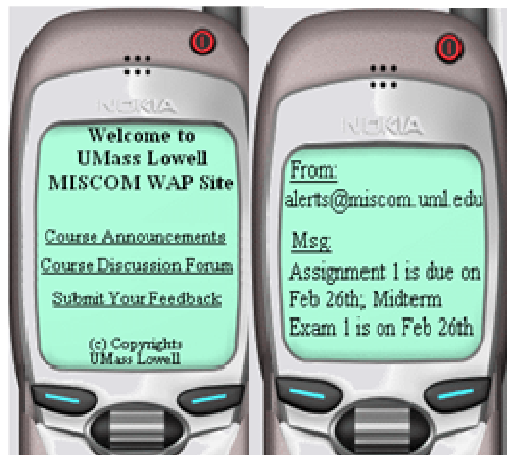 NOKIA
Welcome to
UMass Lowell
MISCOM WAP Site
Course Announcements
Course Discussion Forum
Submit Your Feedback
(c) Copyrights
UMass Lowell
NOKIA
From:
alerts@miscom.uml.edu
Msg:
Assignment 1 is due on
Feb 26th; Midterm
Exam 1 is on Feb 26th